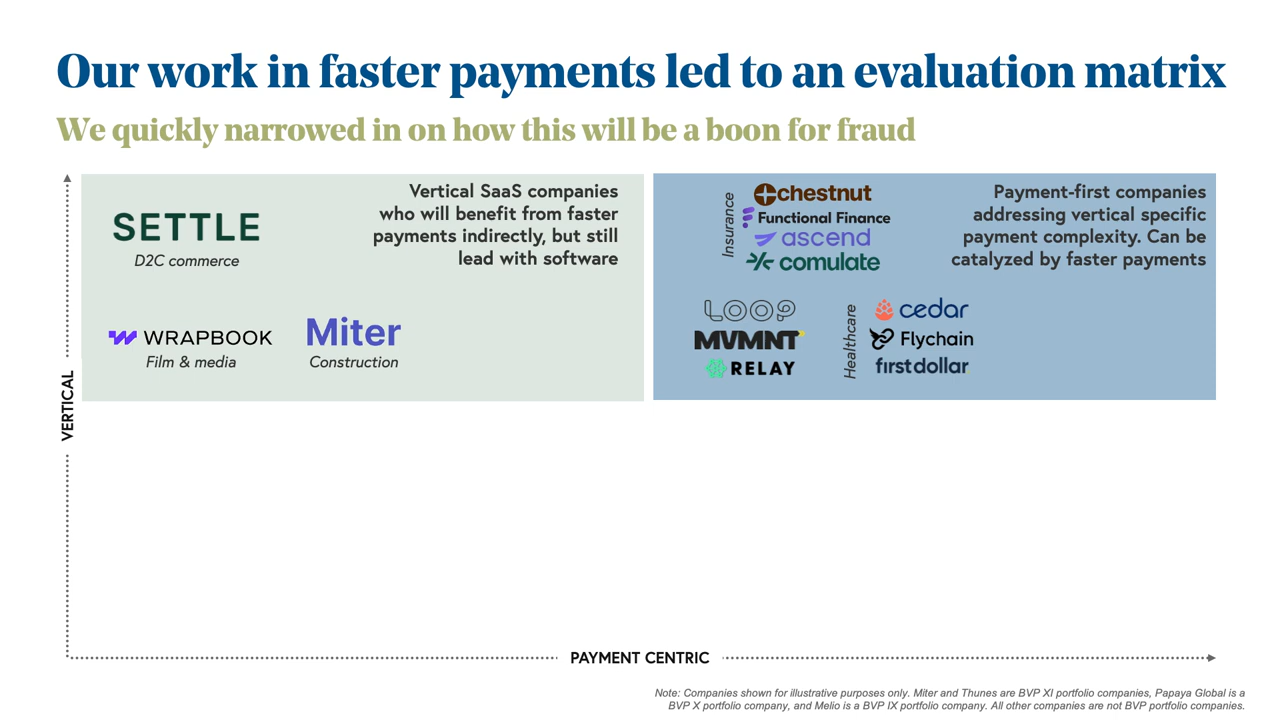 Our work in faster payments led to an evaluation matrix
We quickly narrowed in on how this will be a boon for fraud
SETTLE
D2C commerce
Vertical SaaS companies
who will benefit from faster
payments indirectly, but still
lead with software
WRAPBOOK
Film & media
Miter
Construction
Insurance
chestnut
Functional Finance
ascend
comulate
Payment-first companies
addressing vertical specific
payment complexity. Can be
catalyzed by faster payments
LOOP
MVMNT
RELAY
Healthcare
cedar
Flychain
firstdollar
VERTICAL
PAYMENT CENTRIC
Note: Companies shown for illustrative purposes only. Miter and Thunes are BVP XI portfolio companies, Papaya Global is a
BVP X portfolio company, and Melio is a BVP IX portfolio company. All other companies are not BVP portfolio companies.